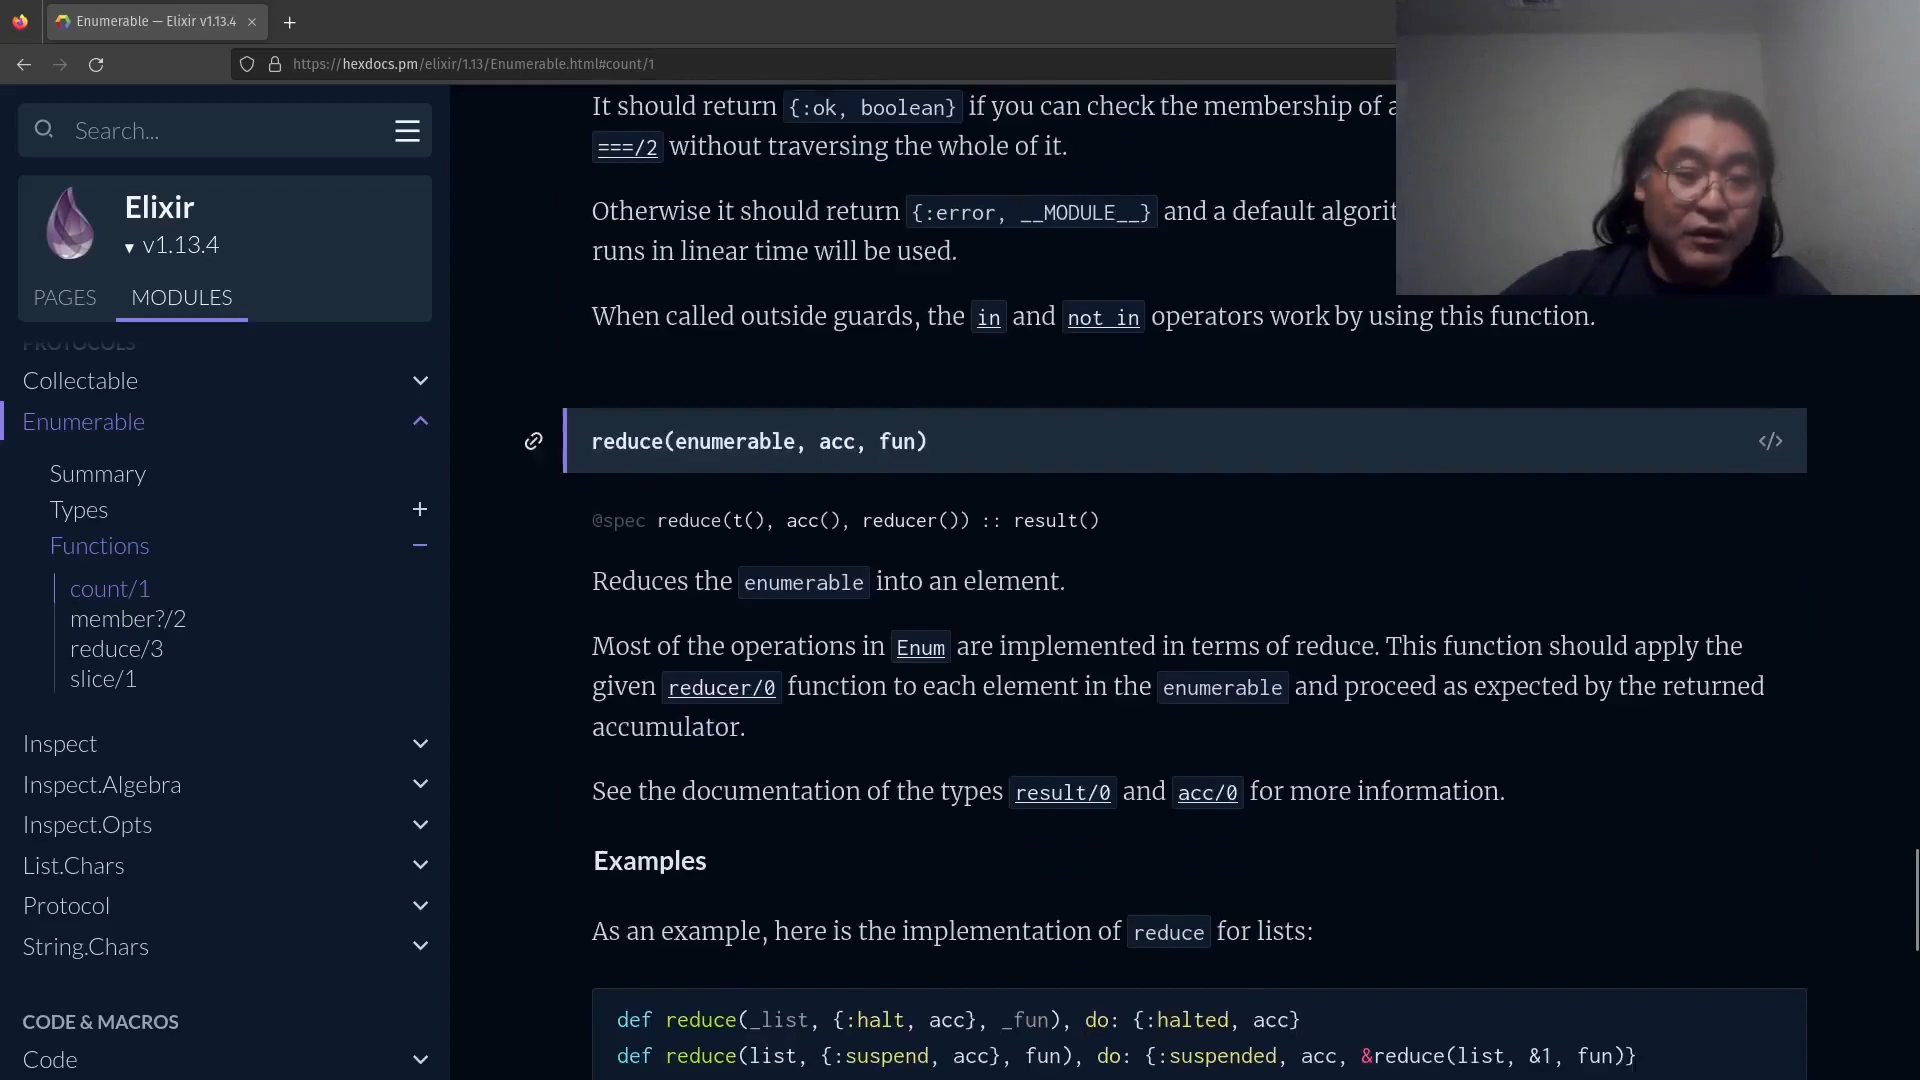 Enumerable — Elixir v1.13.4
https://hexdocs.pm/elixir/1.13/Enumerable.html#count/1
Search...
Elixir
v1.13.4
PAGES
MODULES
PROTOCOLS
Collectable
Enumerable
Summary
Types
Functions
count/1
member?/2
reduce/3
slice/1
Inspect
Inspect.Algebra
Inspect.Opts
List.Chars
Protocol
String.Chars
CODE & MACROS
Code
It should return {:ok, boolean} if you can check the membership of
===/2 without traversing the whole of it.
Otherwise it should return {:error, __MODULE__} and a default
runs in linear time will be used.
When called outside guards, the in and not in operators work by using this function.
reduce(enumerable, acc, fun)
</>
@spec reduce(t(), acc(), reducer()) :: result()
Reduces the enumerable into an element.
Most of the operations in Enum are implemented in terms of reduce. This function should apply the
given reducer/0 function to each element in the enumerable and proceed as expected by the returned
accumulator.
See the documentation of the types result/0 and acc/0 for more information.
Examples
As an example, here is the implementation of reduce for lists:
def reduce(_list, {:halt, acc}, _fun), do: {:halted, acc}
def reduce(list, {:suspend, acc}, fun), do: {:suspended, acc, &reduce(list, &1, fun)}